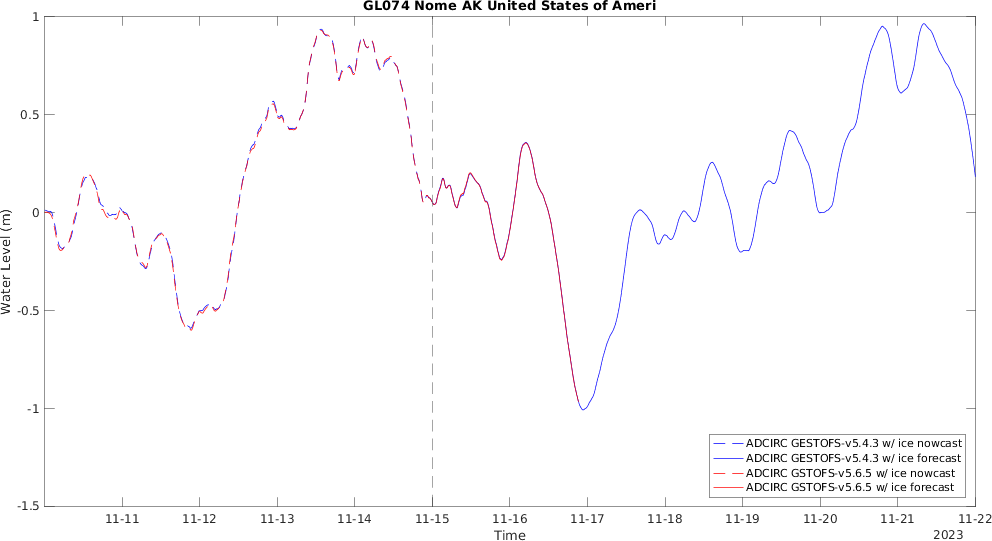 GL074 Nome AK United States of Ameri
Water Level (m)
1
0.5
0
-0.5
-1
-1.5
ADCIRC GESTOFS-v5.4.3 w/ ice nowcast
ADCIRC GESTOFS-v5.4.3 w/ ice forecast
ADCIRC GSTOFS-v5.6.5 w/ ice nowcast
ADCIRC GSTOFS-v5.6.5 w/ ice forecast
11-11 11-12 11-13 11-14 11-15 11-16 11-17 11-18 11-19 11-20 11-21 11-22
Time
2023